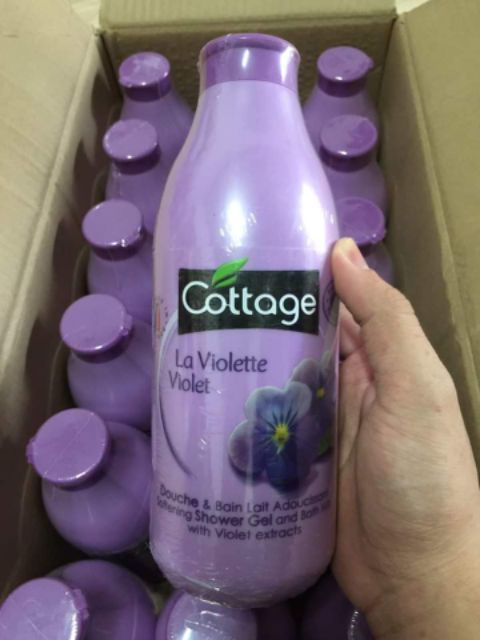 Cottage
La Violette
Violet
Douche & Bain Lait Adoucissant
Softening Shower Gel and Bath
with Violet extracts